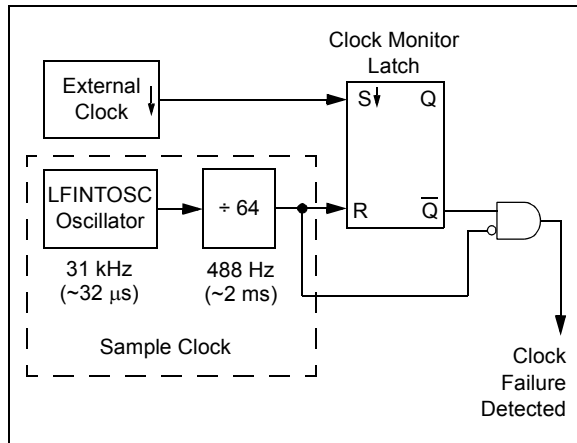 Clock Monitor
Latch
External
Clock
S
Q
LFINTOSC
Oscillator
÷ 64
R
Q̅
31 kHz
(~32 μs)
488 Hz
(~2 ms)
Sample Clock
Clock
Failure
Detected